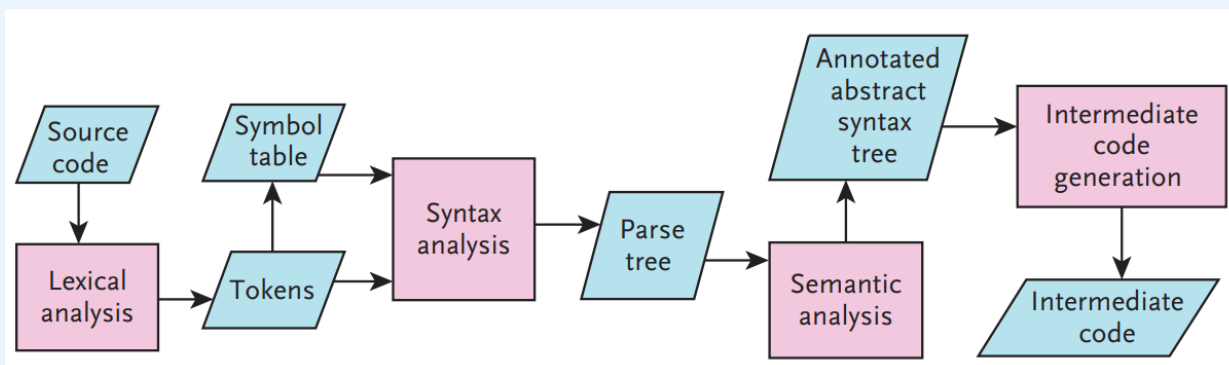 Source
code
Lexical
analysis
Symbol
table
Tokens
Syntax
analysis
Parse
tree
Annotated
abstract
syntax
tree
Semantic
analysis
Intermediate
code
generation
Intermediate
code